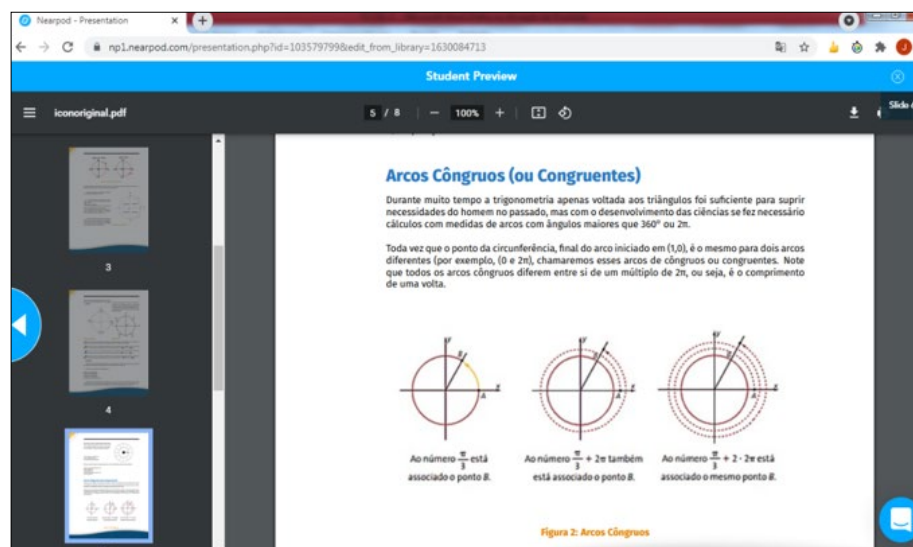 Nearpod - Presentation
np1.nearpod.com/presentation.php?id=103579799&edit_from_library=1630084713
J
Student Preview
iconoriginal.pdf
5 / 8
100%
Slide
3
4
Arcos Côngruos (ou Congruentes)
Durante muito tempo a trigonometria apenas voltada aos triângulos foi suficiente para suprir
necessidades do homem no passado, mas com o desenvolvimento das ciências se fez necessário
cálculos com medidas de arcos com ângulos maiores que 360° ou 2π.
Toda vez que o ponto da circunferência, final do arco iniciado em (1,0), é o mesmo para dois arcos
diferentes (por exemplo, (0 e 2π), chamaremos esses arcos de côngruos ou congruentes. Note
que todos os arcos côngruos diferem entre si de um múltiplo de 2π, ou seja, é o comprimento
de uma volta.
y B A x
y B A x
y B A x
Ao número π/3 está
associado o ponto B.
Ao número π/3 + 2π também
está associado o ponto B.
Ao número π/3 + 2 · 2π está
associado o mesmo ponto B.
Figura 2: Arcos Côngruos